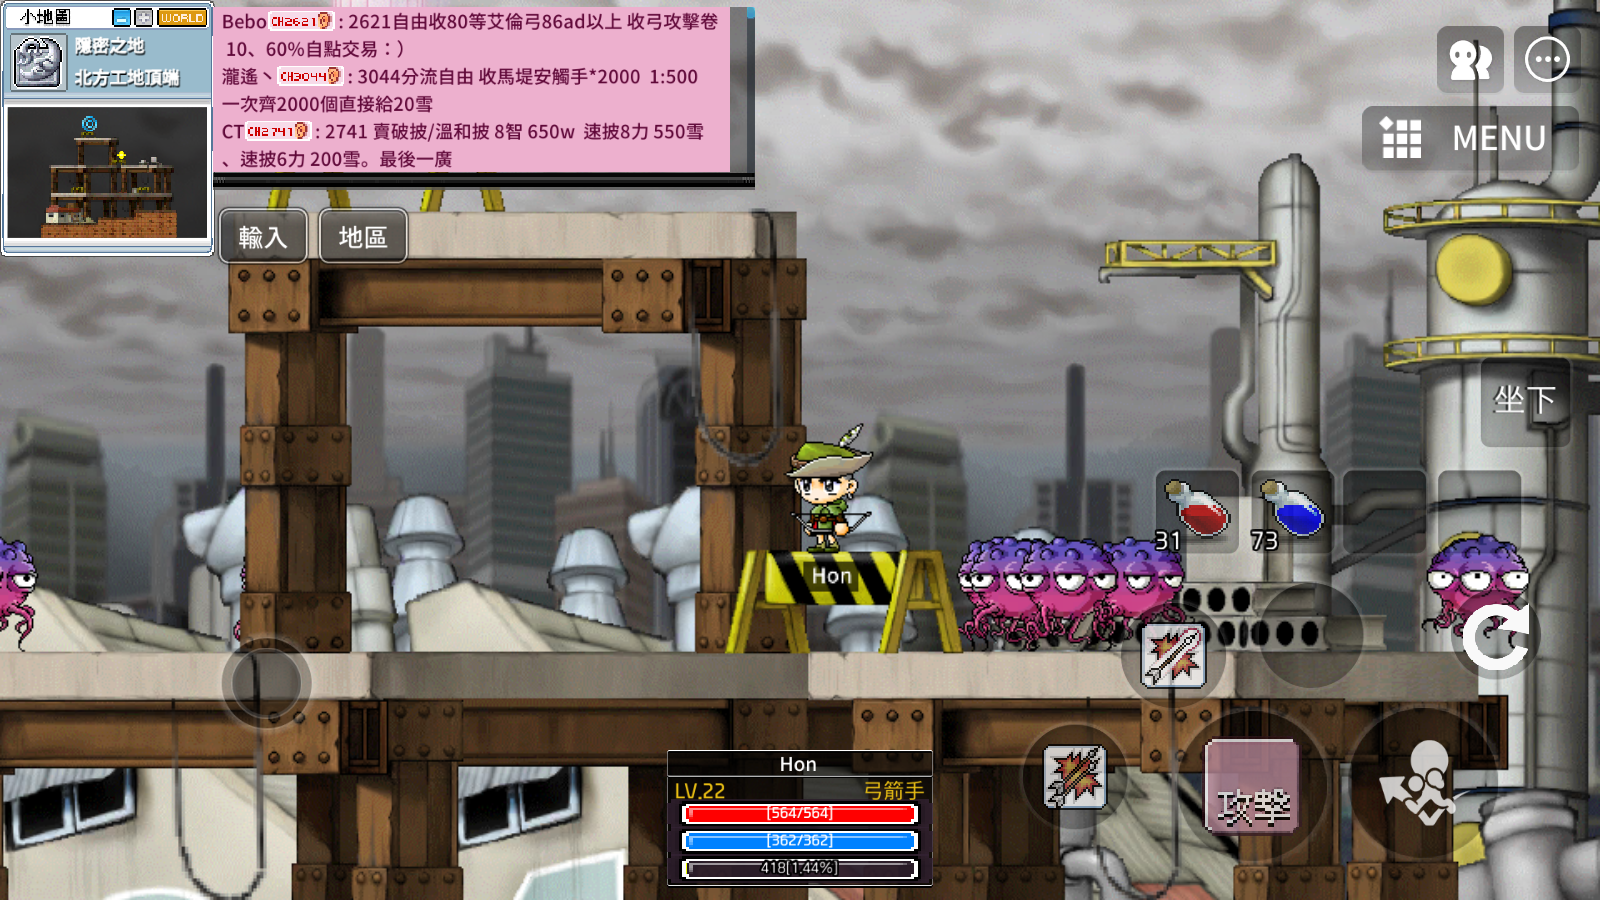 小地圖
WORLD
隱密之地
北方工地頂端
Bebo CH2621 : 2621自由收80等艾倫弓86ad以上 收弓攻擊卷
10、60%自點交易：）
瀧遙丶 CH3044 : 3044分流自由 收馬堤安觸手*2000 1:500
一次齊2000個直接給20雪
CT CH2741 : 2741 賣破披/溫和披 8智 650w 速披8力 550雪
、速披6力 200雪。最後一廣
輸入
地區
MENU
坐下
31
73
Hon
攻擊
Hon
LV.22
弓箭手
[564/564]
[362/362]
418[1.44%]